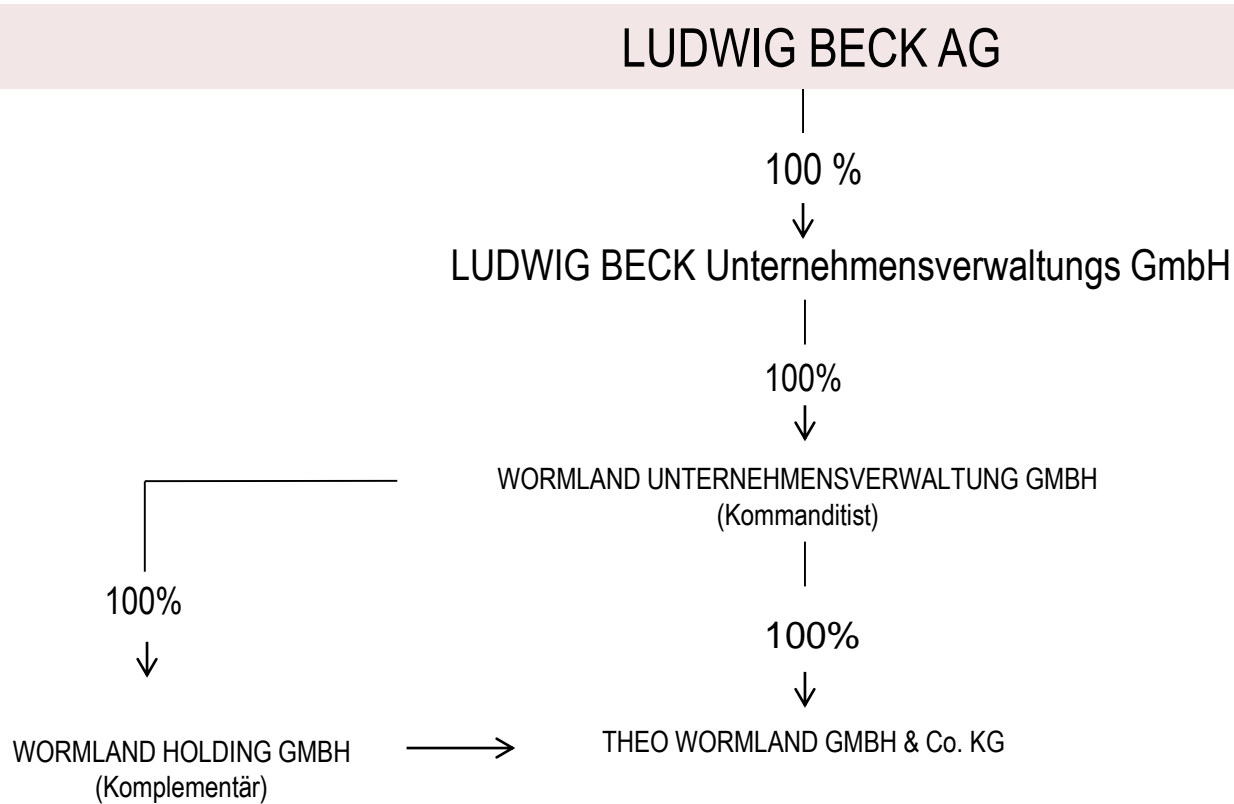 LUDWIG BECK AG
100 %
LUDWIG BECK Unternehmensverwaltungs GmbH
100%
WORMLAND UNTERNEHMENSVERWALTUNG GMBH
(Kommanditist)
100%
100%
WORMLAND HOLDING GMBH
(Komplementär)
THEO WORMLAND GMBH & Co. KG